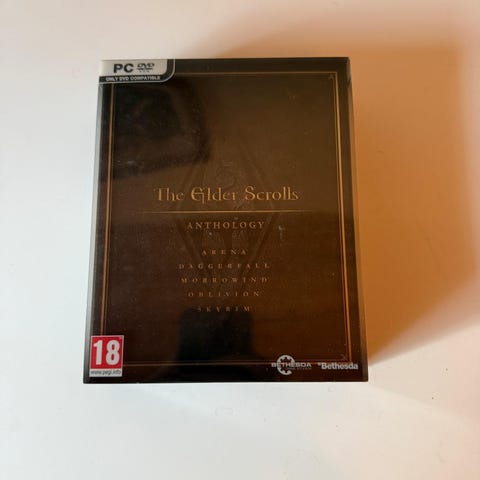 PC DVD
ONLY DVD COMPATIBLE
The Elder Scrolls
ANTHOLOGY
ARENA
DAGGERFALL
MORROWIND
OBLIVION
SKYRIM
18
www.pegi.info
BETHESDA
Bethesda